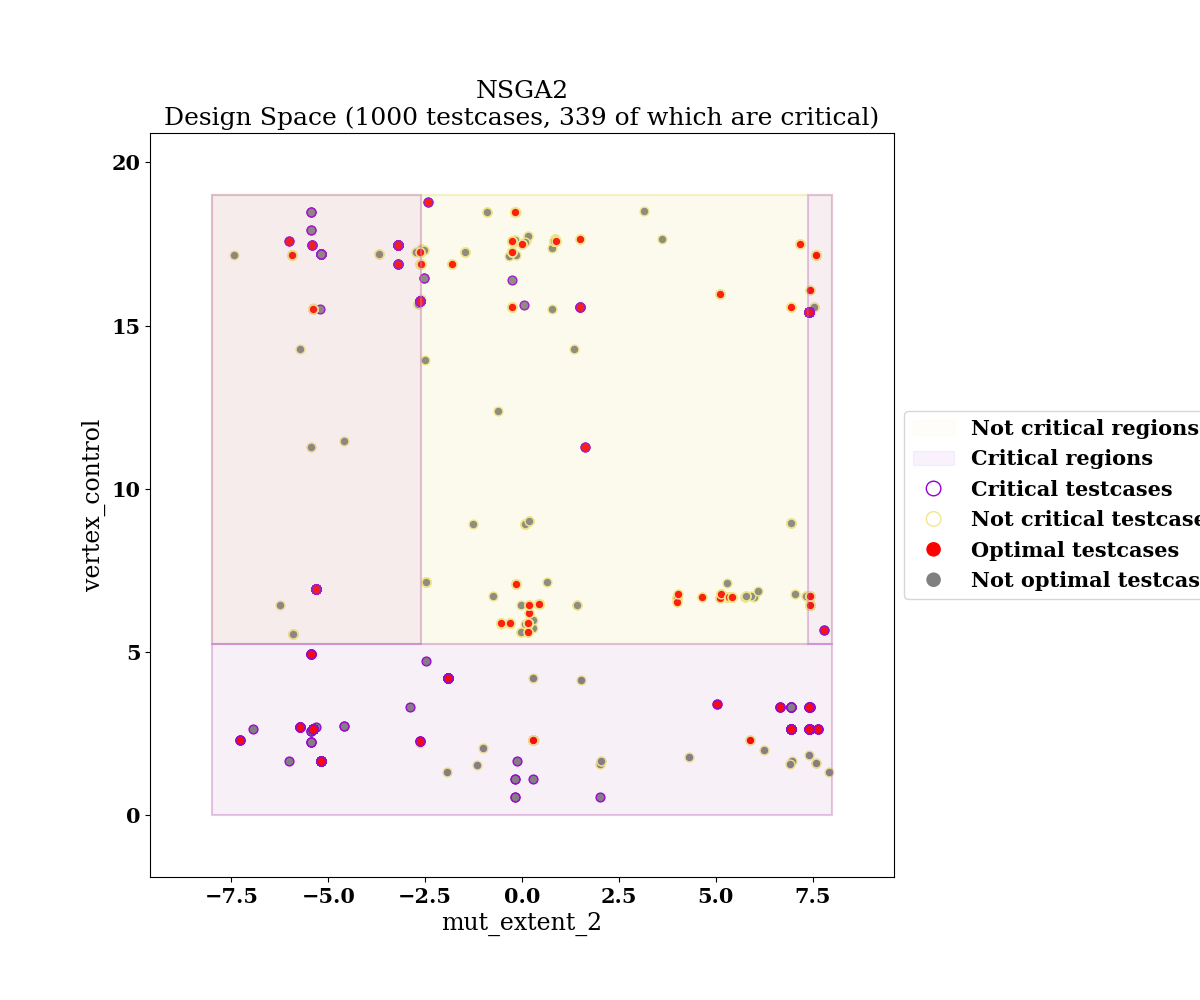 NSGA2
Design Space (1000 testcases, 339 of which are critical)
20
15
10
5
0
vertex_control
−7.5 −5.0 −2.5 0.0 2.5 5.0 7.5
mut_extent_2
Not critical regions
Critical regions
Critical testcases
Not critical testcase
Optimal testcases
Not optimal testcas